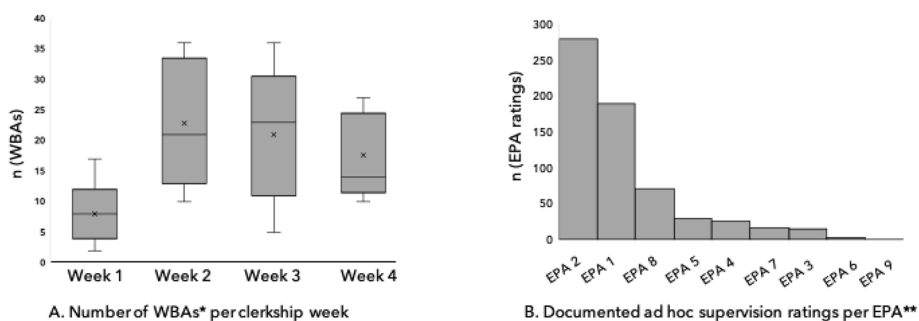 40
35
30
25
20
15
10
5
0
n (WBAs)
Week 1 Week 2 Week 3 Week 4
A. Number of WBAs* per clerkship week
300
250
200
150
100
50
0
n (EPA ratings)
EPA 2 EPA 1 EPA 8 EPA 5 EPA 4 EPA 7 EPA 3 EPA 6 EPA 9
B. Documented ad hoc supervision ratings per EPA**